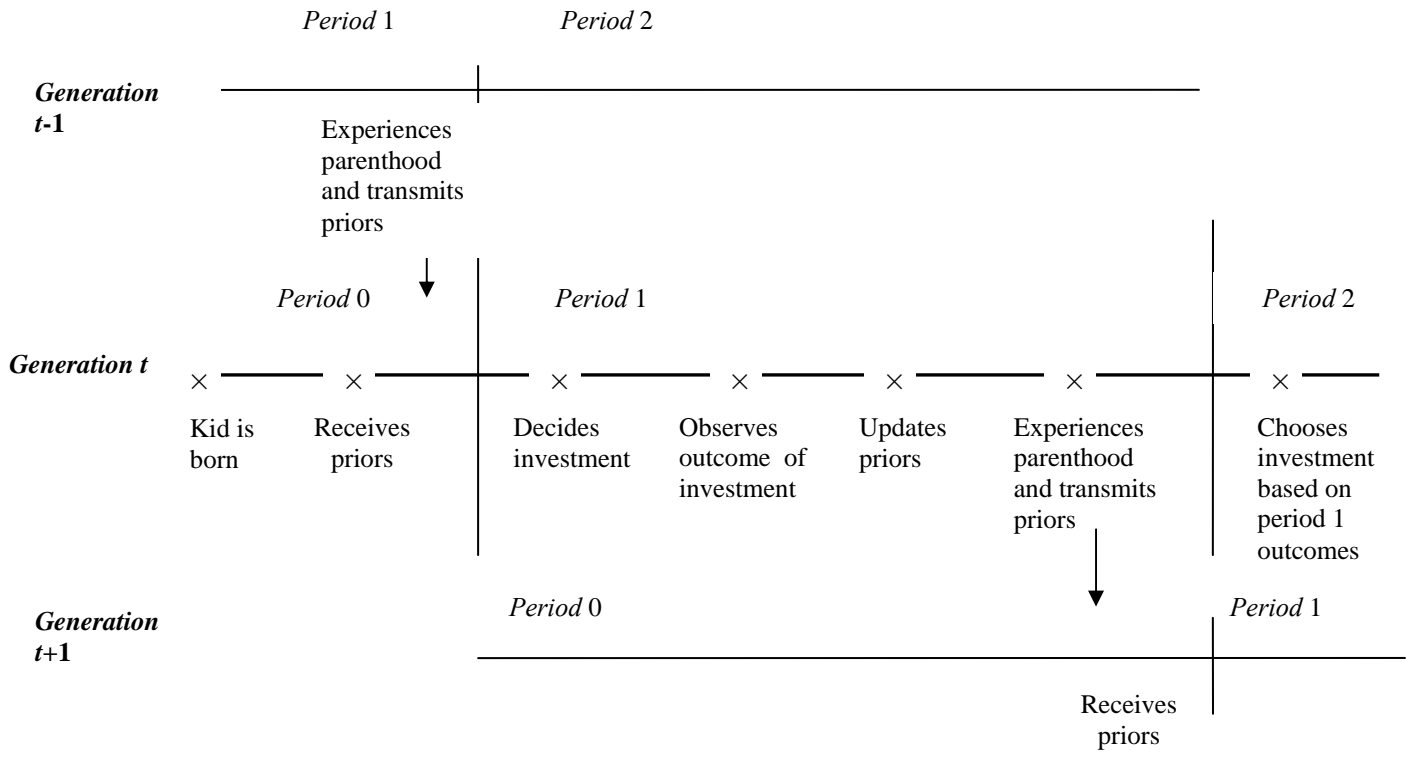 Period 1
Period 2
Generation
t-1
Experiences
parenthood
and transmits
priors
Period 0
Period 1
Period 2
Generation t
×
×
×
×
×
×
×
Kid is
born
Receives
priors
Decides
investment
Observes
outcome of
investment
Updates
priors
Experiences
parenthood
and transmits
priors
Chooses
investment
based on
period 1
outcomes
Period 0
Period 1
Generation
t+1
Receives
priors